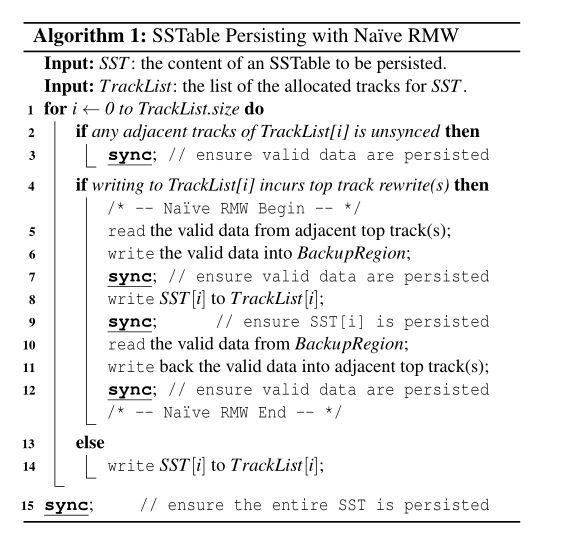 Algorithm 1: SSTable Persisting with Naïve RMW
Input: SST: the content of an SSTable to be persisted.
Input: TrackList: the list of the allocated tracks for SST.
1 for i ← 0 to TrackList.size do
2 if any adjacent tracks of TrackList[i] is unsynced then
3 sync; // ensure valid data are persisted
4 if writing to TrackList[i] incurs top track rewrite(s) then
/* -- Naïve RMW Begin -- */
5 read the valid data from adjacent top track(s);
6 write the valid data into BackupRegion;
7 sync; // ensure valid data are persisted
8 write SST[i] to TrackList[i];
9 sync; // ensure SST[i] is persisted
10 read the valid data from BackupRegion;
11 write back the valid data into adjacent top track(s);
12 sync; // ensure valid data are persisted
/* -- Naïve RMW End -- */
13 else
14 write SST[i] to TrackList[i];
15 sync; // ensure the entire SST is persisted